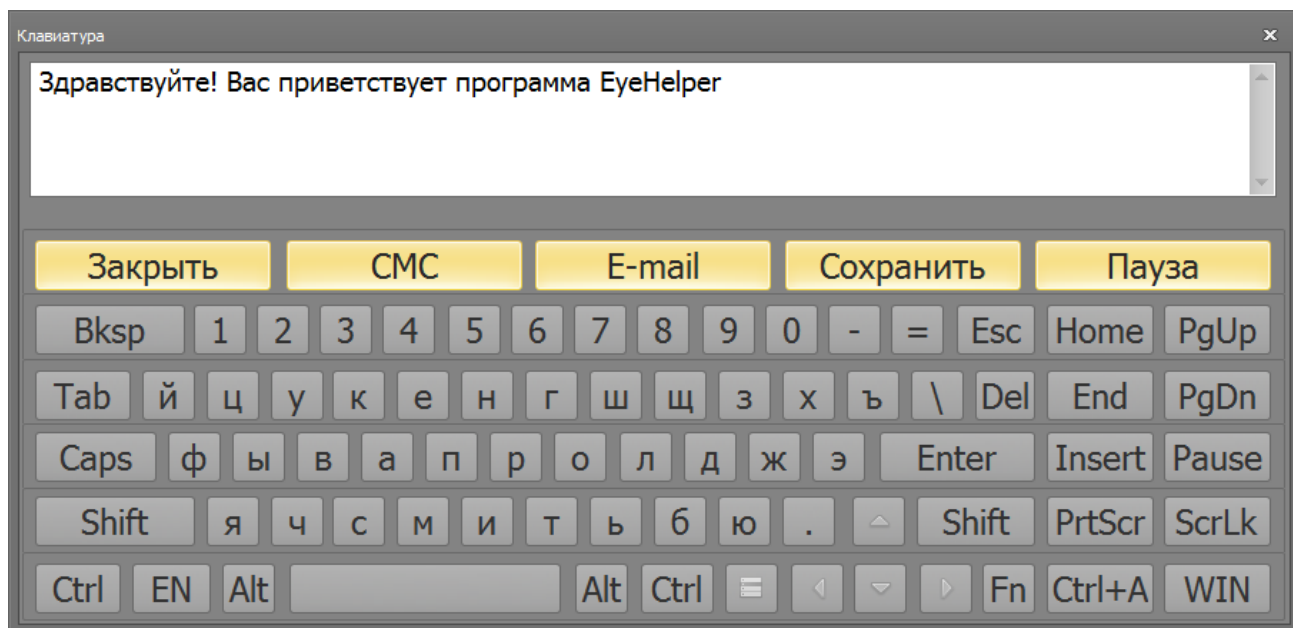 Клавиатура
Здравствуйте! Вас приветствует программа EyeHelper
Закрыть СМС E-mail Сохранить Пауза
Bksp 1 2 3 4 5 6 7 8 9 0 - = Esc Home PgUp
Tab й ц у к е н г ш щ з х ъ \ Del End PgDn
Caps ф ы в а п р о л д ж э Enter Insert Pause
Shift я ч с м и т ь б ю . Shift PrtScr ScrLk
Ctrl EN Alt Alt Ctrl Fn Ctrl+A WIN